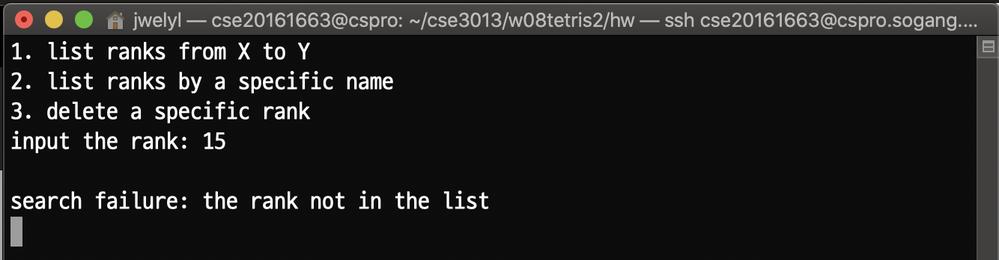 jwelyl — cse20161663@cspro: ~/cse3013/w08tetris2/hw — ssh cse20161663@cspro.sogang....
1. list ranks from X to Y
2. list ranks by a specific name
3. delete a specific rank
input the rank: 15
search failure: the rank not in the list